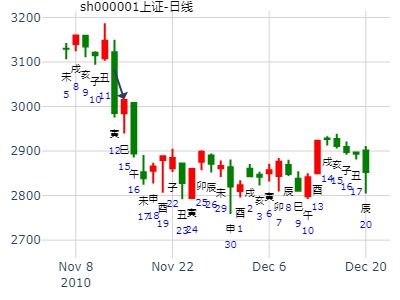 sh000001上证-日线
3200
3100
3000
2900
2800
2700
未
5
戌
8
亥
9
子
10
丑
11
寅
12
巳
15
午
16
未
17
申
18
酉
19
子
22
丑
23
寅
24
卯
25
辰
26
未
29
申
30
酉
1
戌
2
亥
3
寅
6
卯
7
辰
8
巳
9
午
10
酉
13
戌
14
亥
15
子
16
丑
17
辰
20
Nov 8
2010
Nov 22
Dec 6
Dec 20